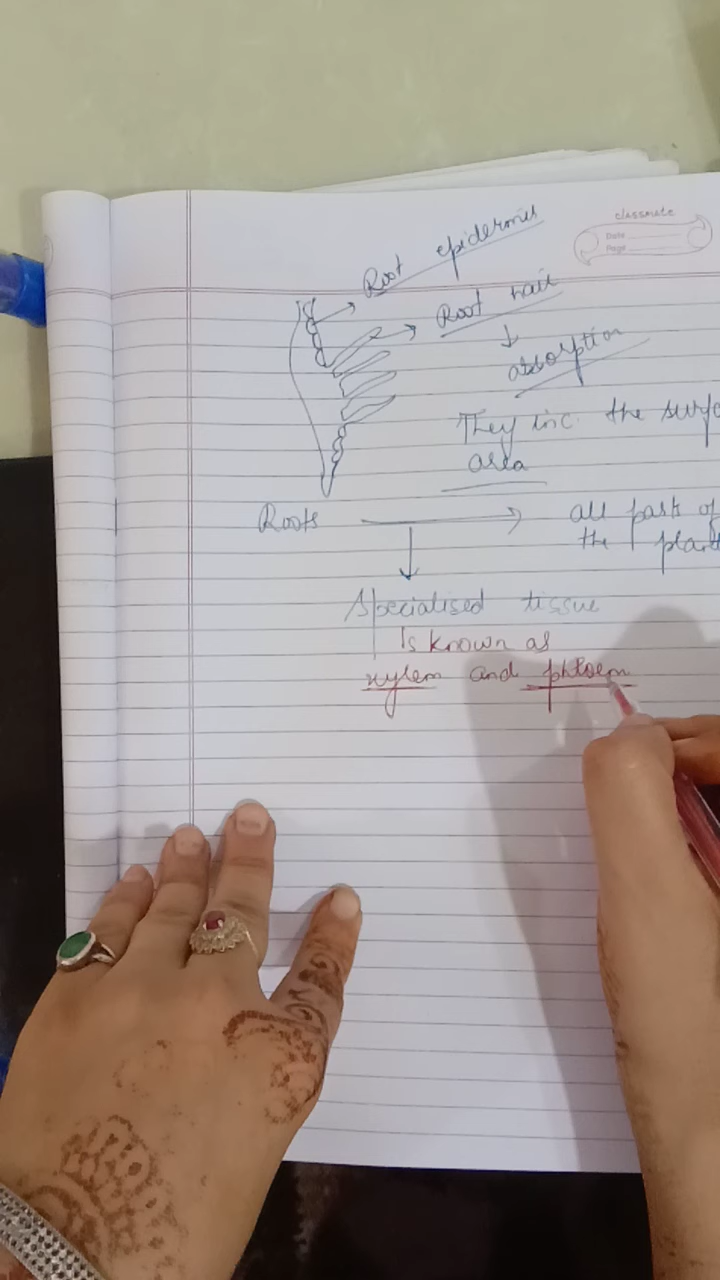 classmate
Date
Page
Root epidermis
Root hair
absorption
They inc. the surfa
area
Roots
all parts of
the plant
Specialised tissue
Is known as
xylem and phloem